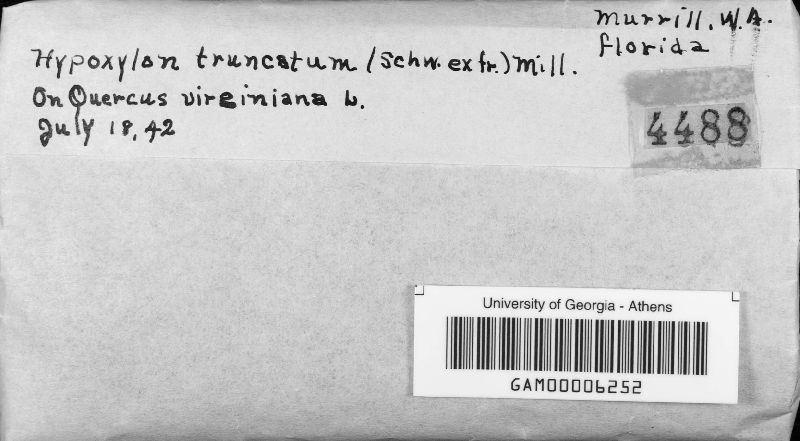 Murrill, W.A.
Florida
Hypoxylon truncatum (Schw. ex fr.) Mill.
On Quercus virginiana L.
July 18, 42
4488
University of Georgia - Athens
GAM00006252